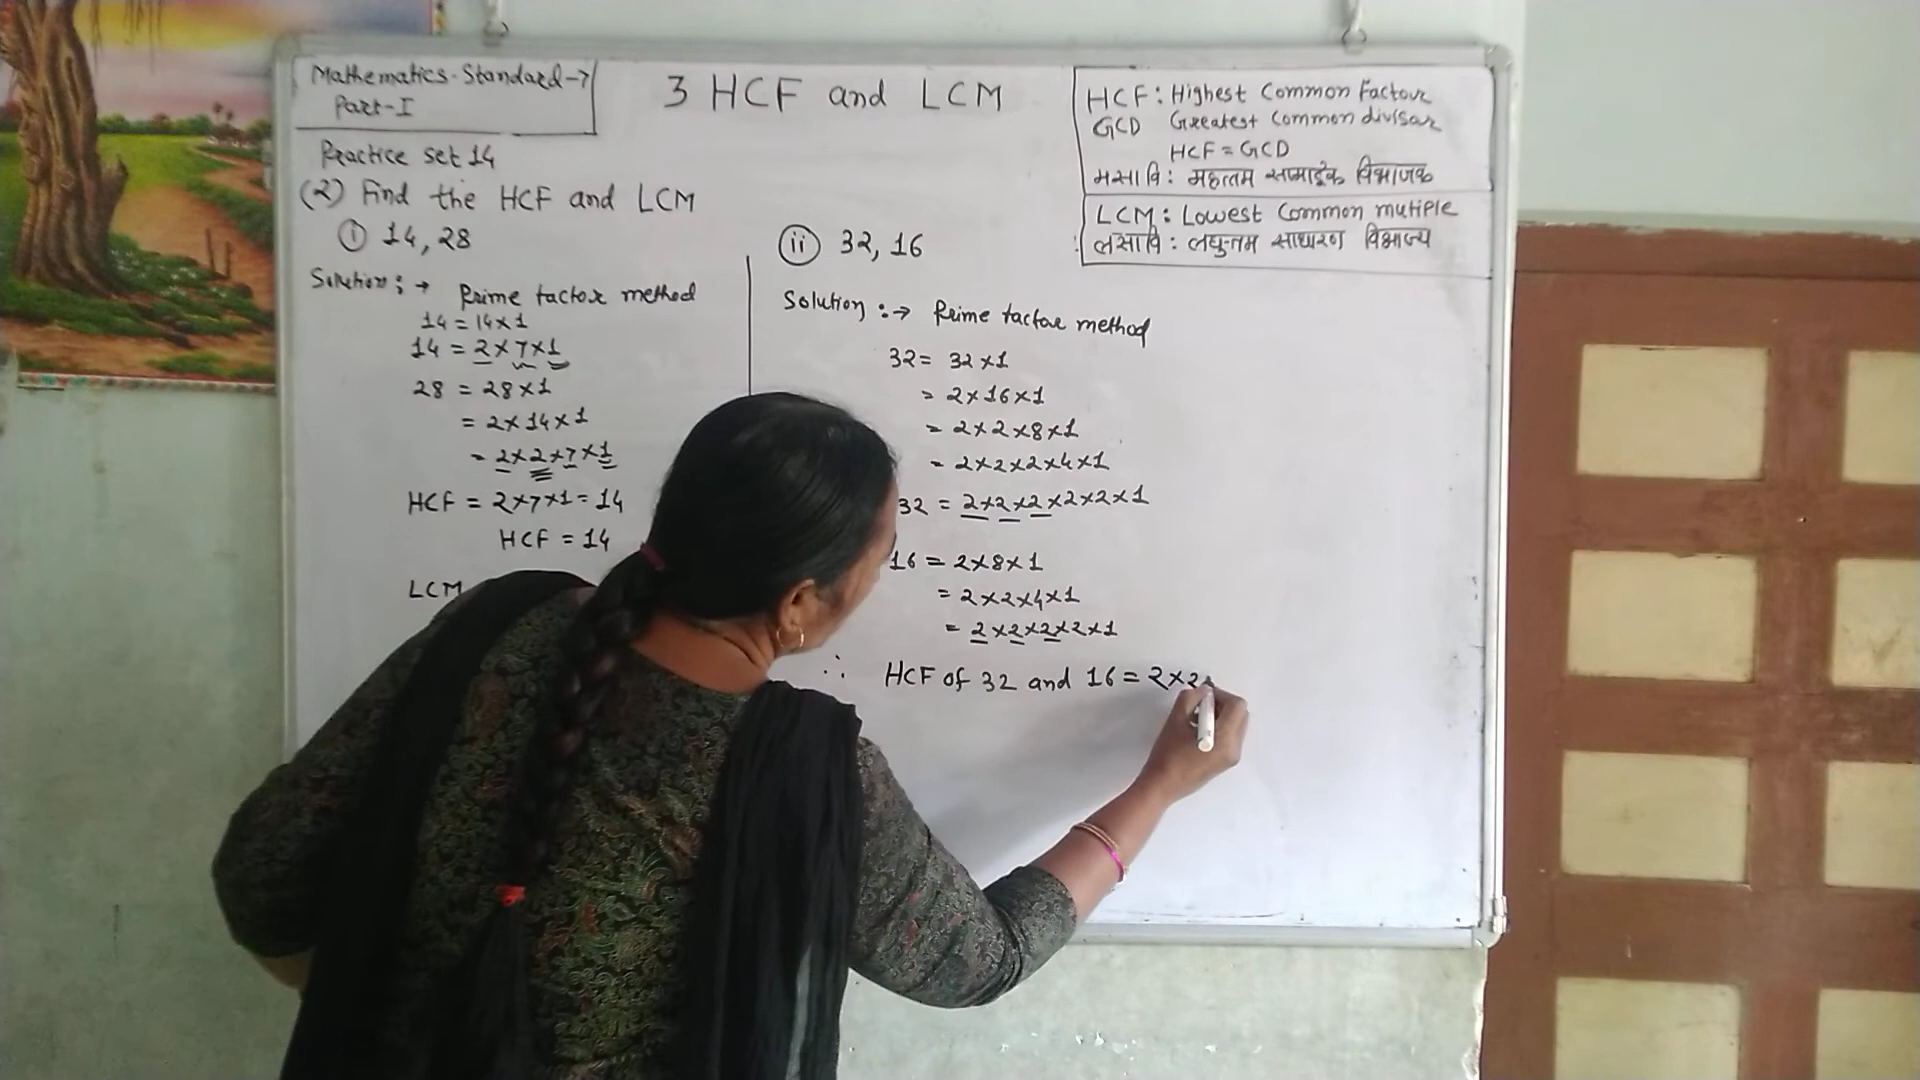 Mathematics-Standard-7
Part-I
3 HCF and LCM
HCF: Highest Common Factour
GCD Greatest Common divisar
HCF = GCD
मसावि: महत्तम सामाईक विभाजक
LCM: Lowest Common mutiple
लसावि: लघुत्तम साधारण विभाज्य
Practice set 14
(2) Find the HCF and LCM
(i) 14, 28
Solution :→ Prime factor method
14 = 14×1
14 = 2×7×1
28 = 28×1
= 2×14×1
= 2×2×7×1
HCF = 2×7×1 = 14
HCF = 14
LCM
(ii) 32, 16
Solution :→ Prime factor method
32 = 32×1
= 2×16×1
= 2×2×8×1
= 2×2×2×4×1
32 = 2×2×2×2×2×1
16 = 2×8×1
= 2×2×4×1
= 2×2×2×2×1
∴ HCF of 32 and 16 = 2×2